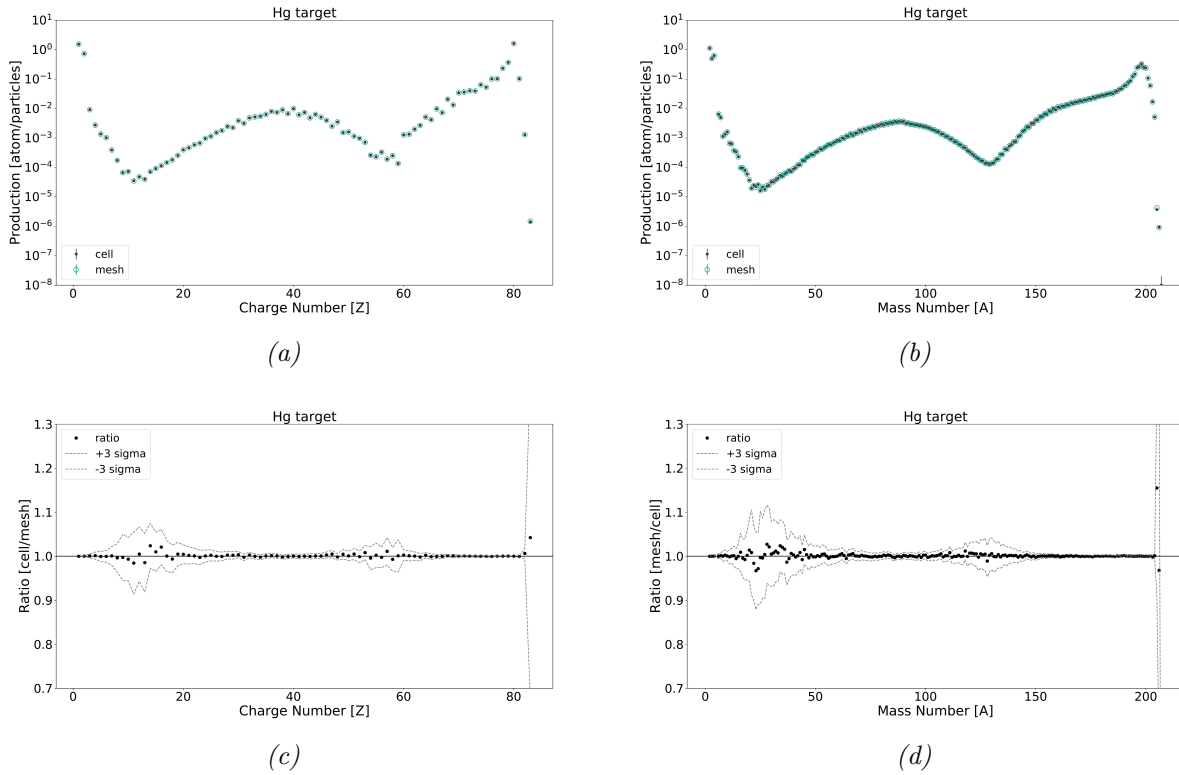 Hg target
Production [atom/particles]
10^1
10^0
10^-1
10^-2
10^-3
10^-4
10^-5
10^-6
10^-7
10^-8
cell
mesh
0 20 40 60 80
Charge Number [Z]
(a)
Hg target
Production [atom/particles]
10^1
10^0
10^-1
10^-2
10^-3
10^-4
10^-5
10^-6
10^-7
10^-8
cell
mesh
0 50 100 150 200
Mass Number [A]
(b)
Hg target
Ratio [cell/mesh]
1.3
1.2
1.1
1.0
0.9
0.8
0.7
ratio
+3 sigma
-3 sigma
0 20 40 60 80
Charge Number [Z]
(c)
Hg target
Ratio [mesh/cell]
1.3
1.2
1.1
1.0
0.9
0.8
0.7
ratio
+3 sigma
-3 sigma
0 50 100 150 200
Mass Number [A]
(d)